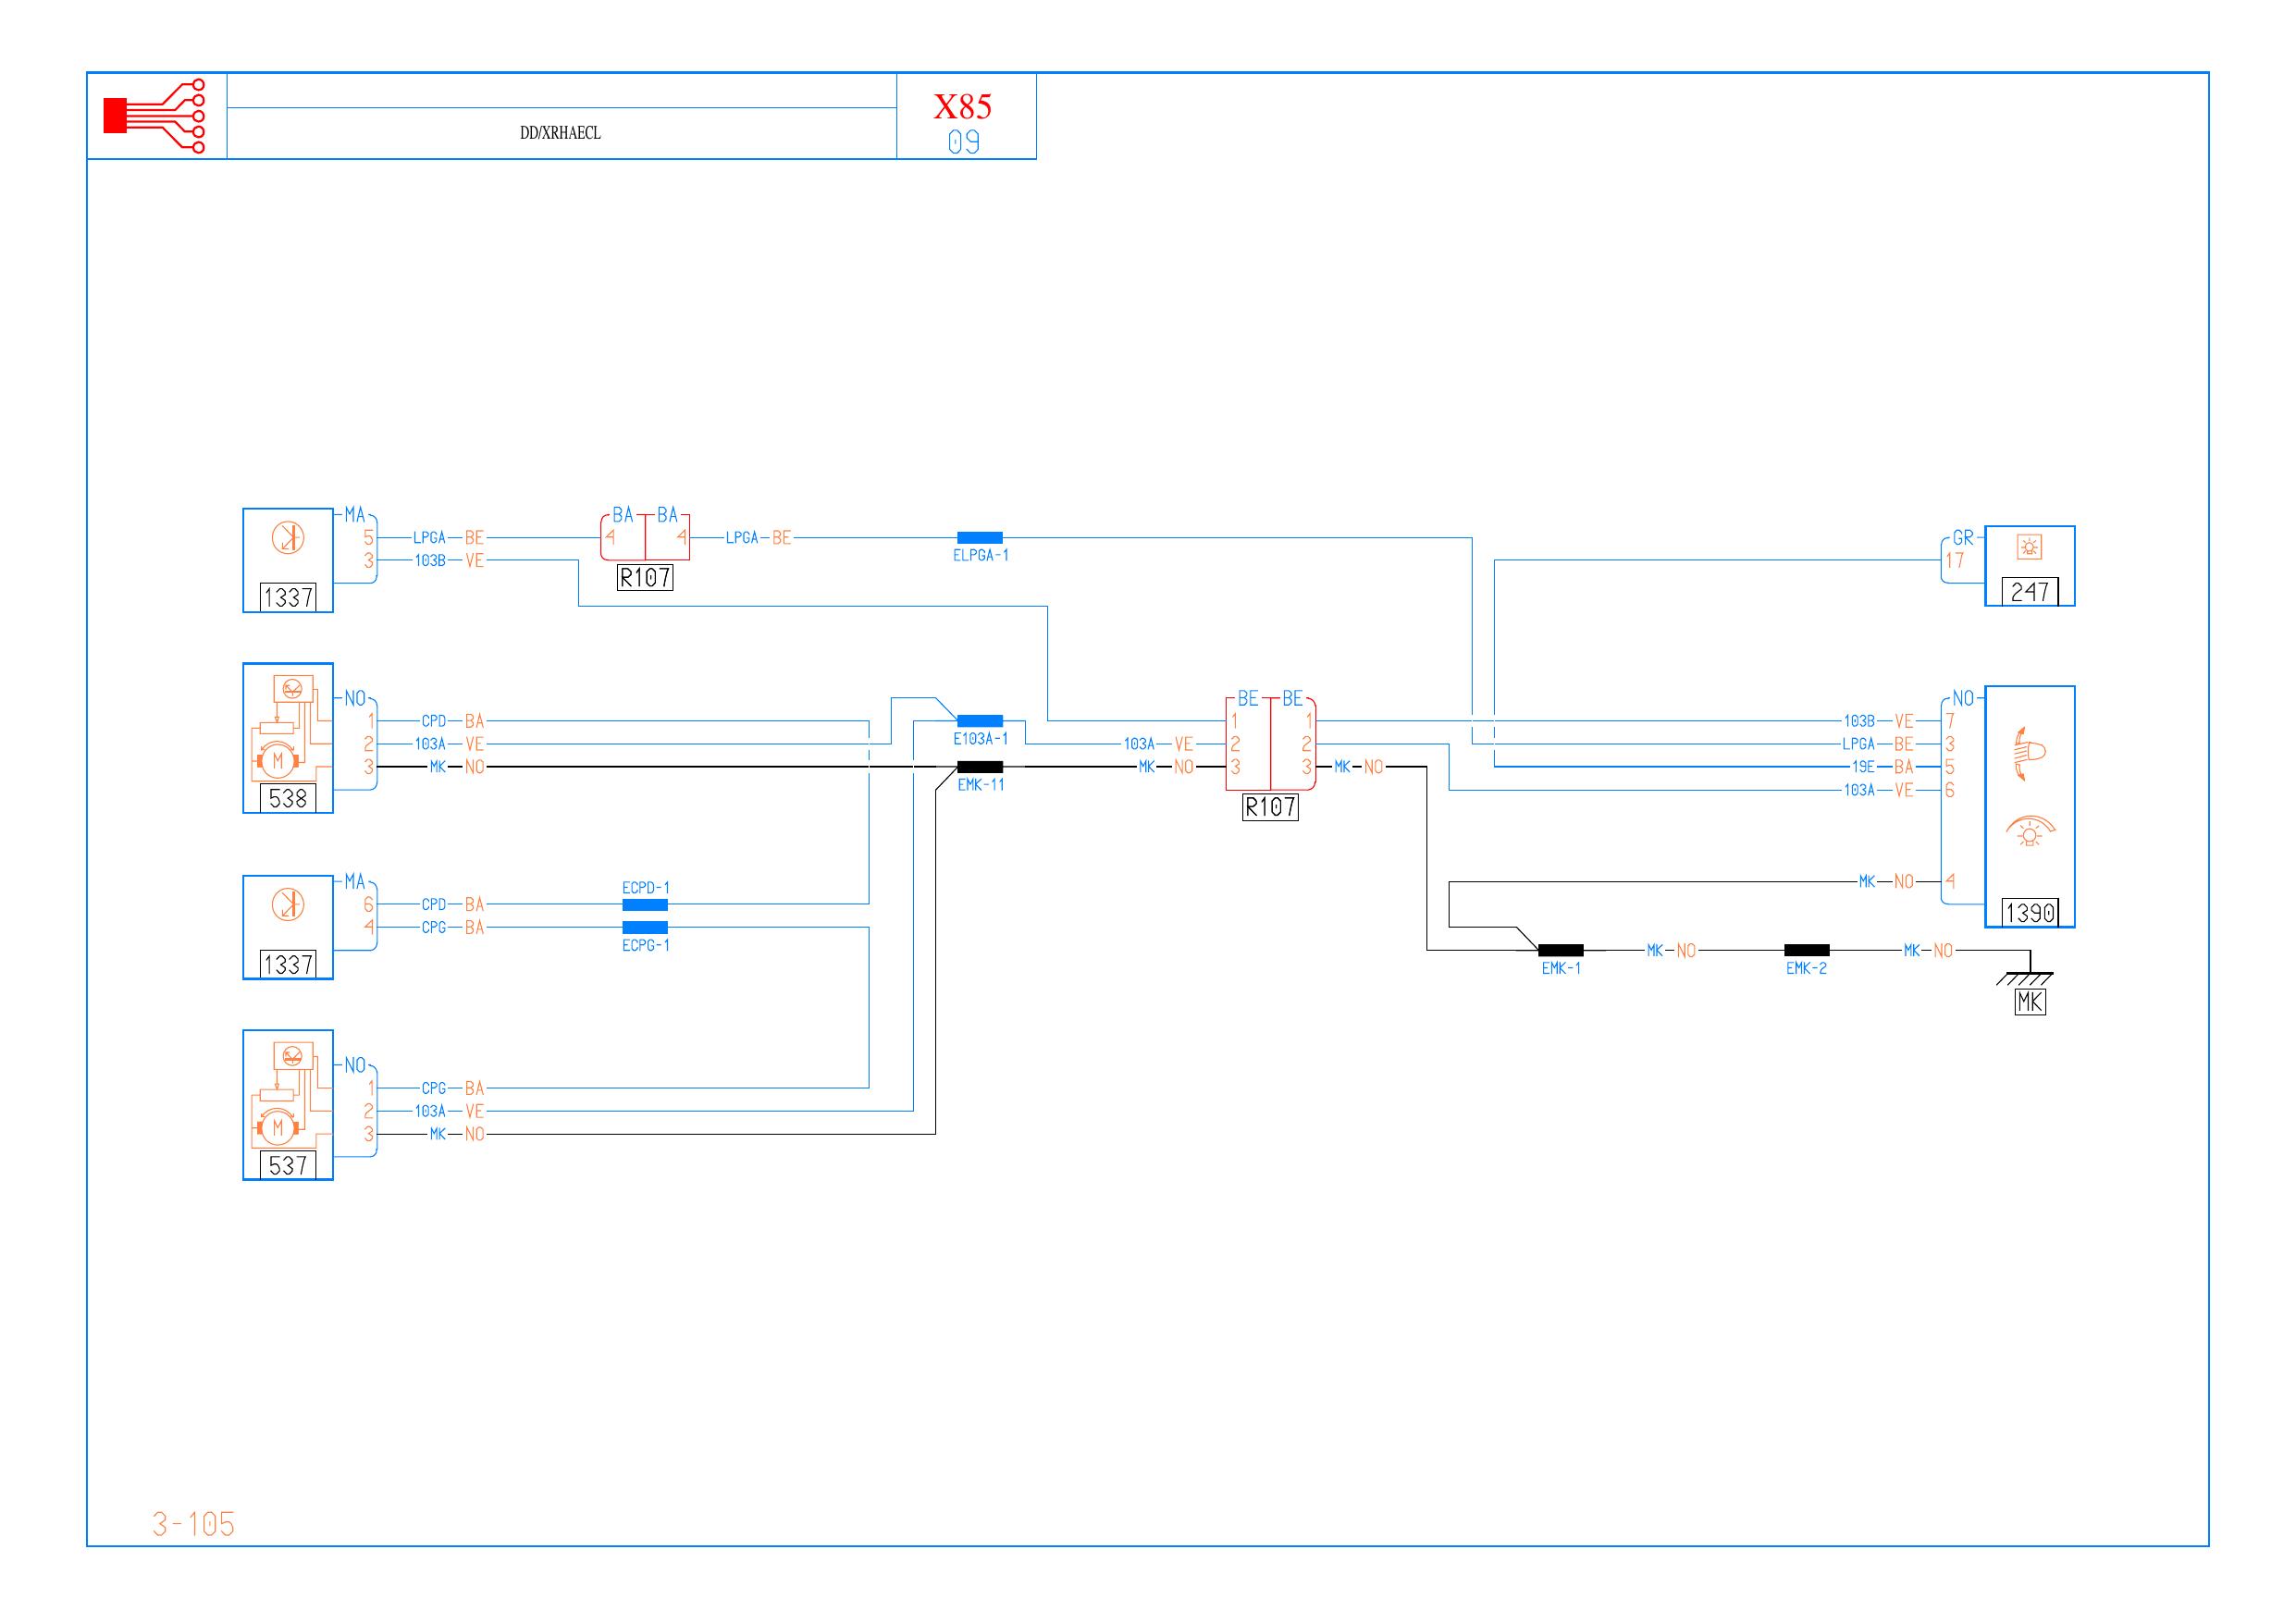 X85
DD/XRHAECL
09
MA BA BA
5 LPGA BE 4 4 LPGA BE ELPGA-1 GR
3 103B VE 17
R107
1337 247
NO BE BE NO
1 CPD BA 1 1 103B VE 7
E103A-1
2 103A VE 103A VE 2 2 LPGA BE 3
M
3 MK NO MK NO 3 3 MK NO 19E BA 5
EMK-11
103A VE 6
538 R107
MA ECPD-1 MK NO 4
6 CPD BA
4 CPG BA 1390
ECPG-1
1337 MK NO MK NO
EMK-1 EMK-2
MK
NO
1 CPG BA
2 103A VE
M
3 MK NO
537
3-105